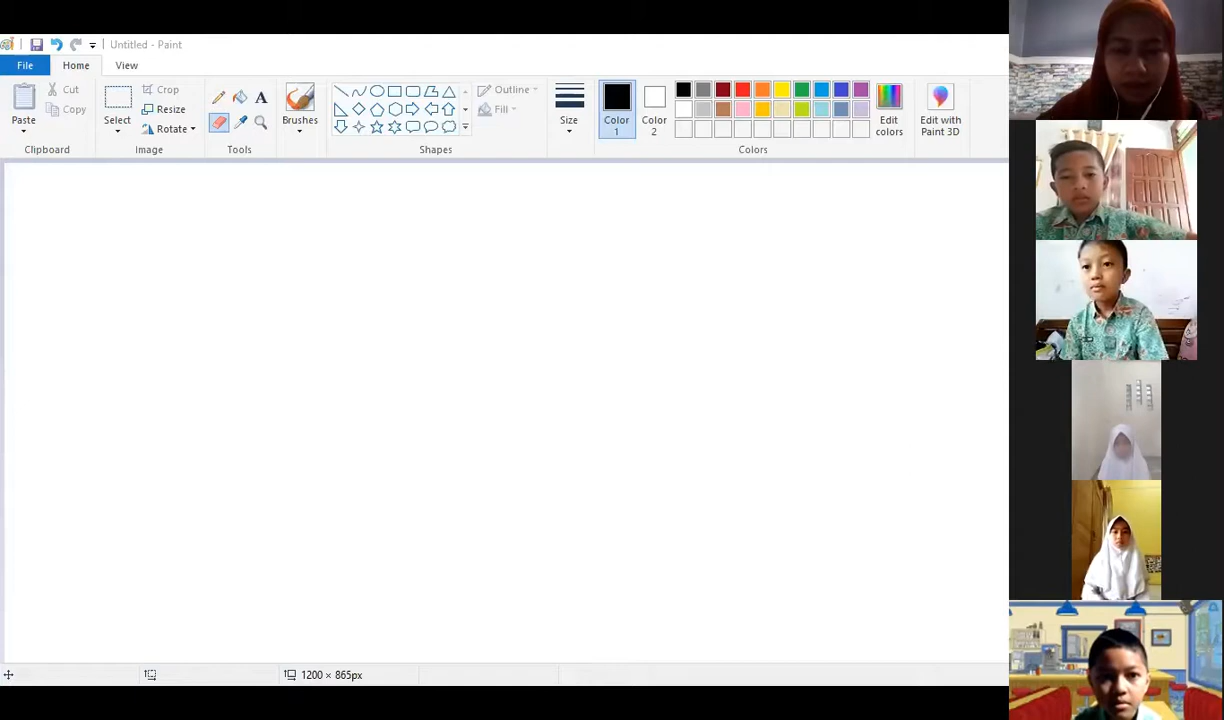 Untitled - Paint
File Home View
Paste
Cut
Copy
Clipboard
Select
Crop
Resize
Rotate
Image
A
Tools
Brushes
Outline
Fill
Shapes
Size
Color 1
Color 2
Edit colors
Colors
Edit with Paint 3D
1200 × 865px